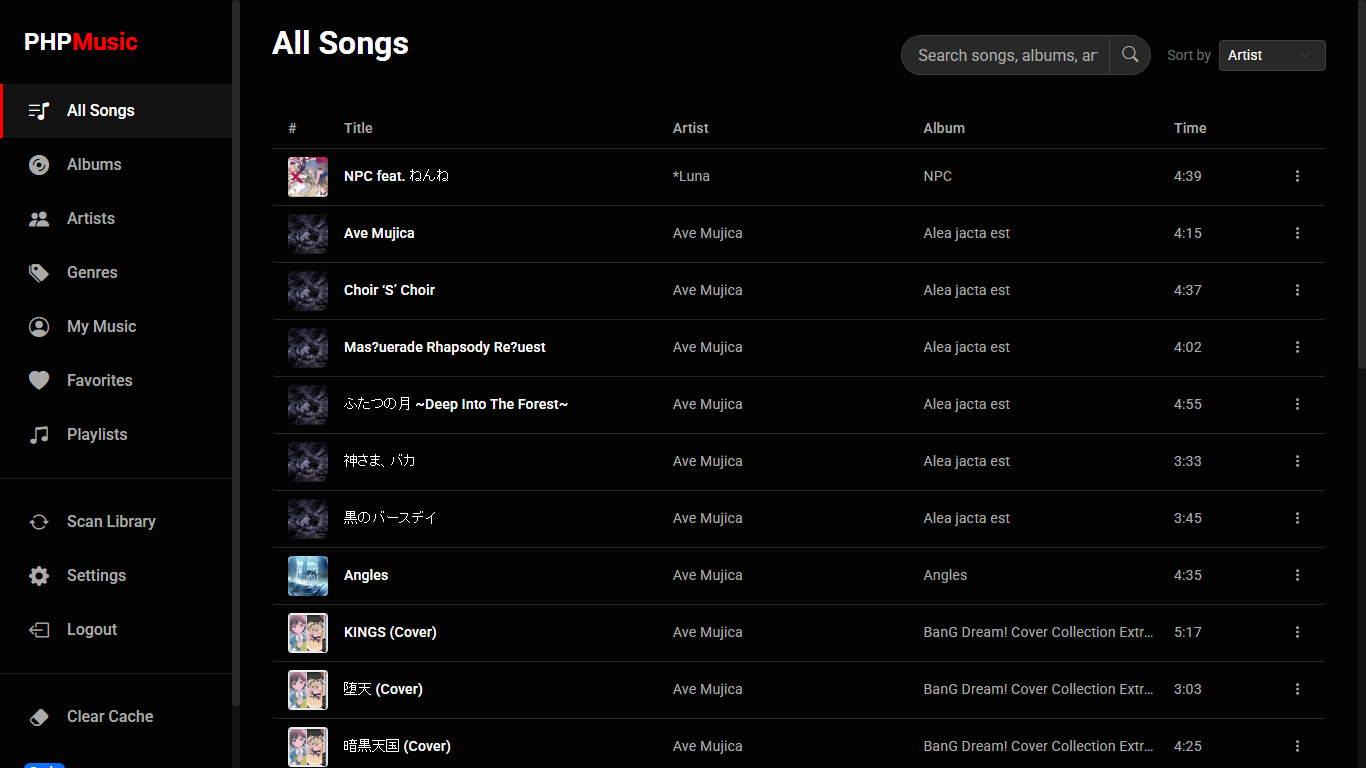 PHPMusic
All Songs
Albums
Artists
Genres
My Music
Favorites
Playlists
Scan Library
Settings
Logout
Clear Cache
All Songs
Search songs, albums, ar
Sort by Artist
# Title Artist Album Time
NPC feat. ねんね *Luna NPC 4:39
Ave Mujica Ave Mujica Alea jacta est 4:15
Choir ‘S’ Choir Ave Mujica Alea jacta est 4:37
Mas?uerade Rhapsody Re?uest Ave Mujica Alea jacta est 4:02
ふたつの月 ~Deep Into The Forest~ Ave Mujica Alea jacta est 4:55
神さま、バカ Ave Mujica Alea jacta est 3:33
黒のバースデイ Ave Mujica Alea jacta est 3:45
Angles Ave Mujica Angles 4:35
KINGS (Cover) Ave Mujica BanG Dream! Cover Collection Extr... 5:17
堕天 (Cover) Ave Mujica BanG Dream! Cover Collection Extr... 3:03
暗黒天国 (Cover) Ave Mujica BanG Dream! Cover Collection Extr... 4:25